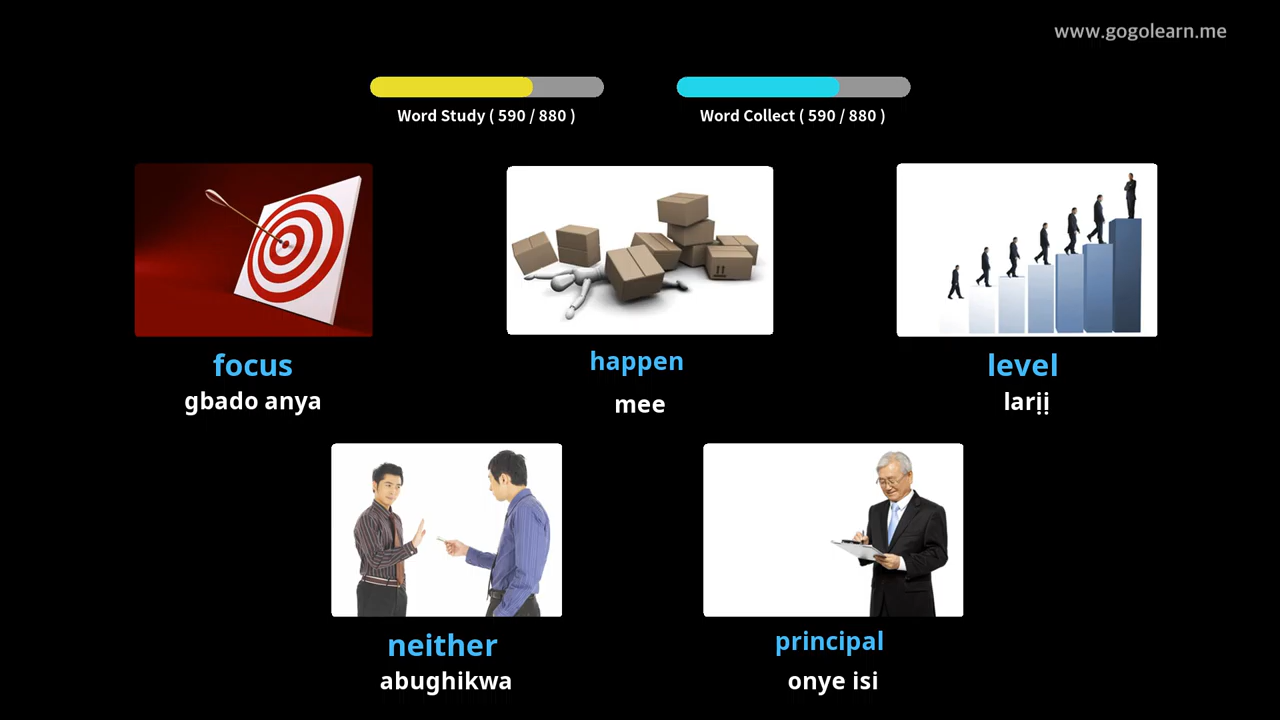 www.gogolearn.me
Word Study ( 590 / 880 )
Word Collect ( 590 / 880 )
focus
gbado anya
happen
mee
level
larịị
neither
abughikwa
principal
onye isi